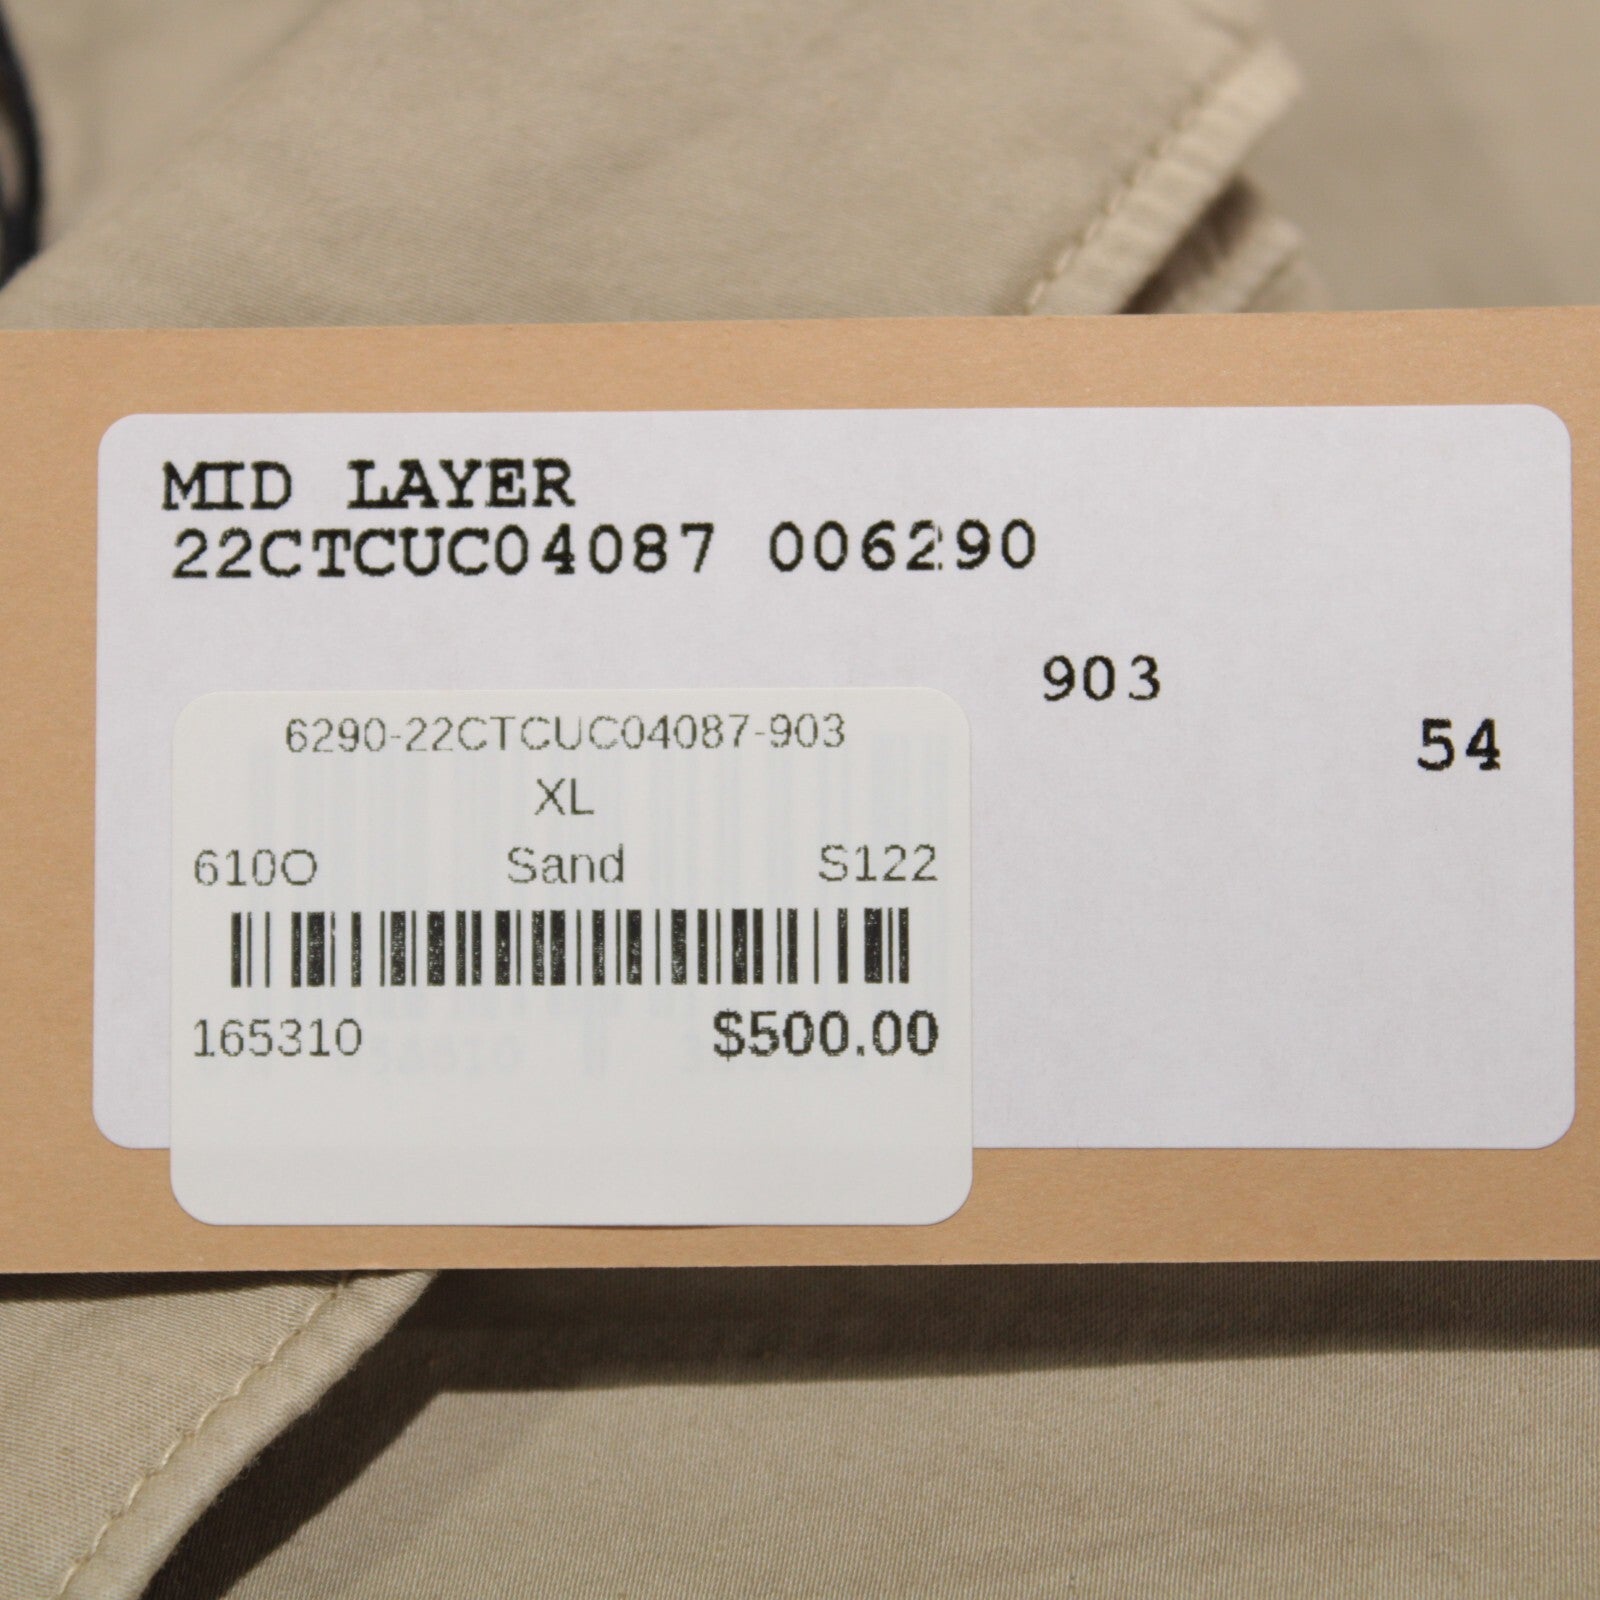 MID LAYER
22CTCUC04087 006290
903
54
6290-22CTCUC04087-903
XL
610O Sand S122
165310 $500.00